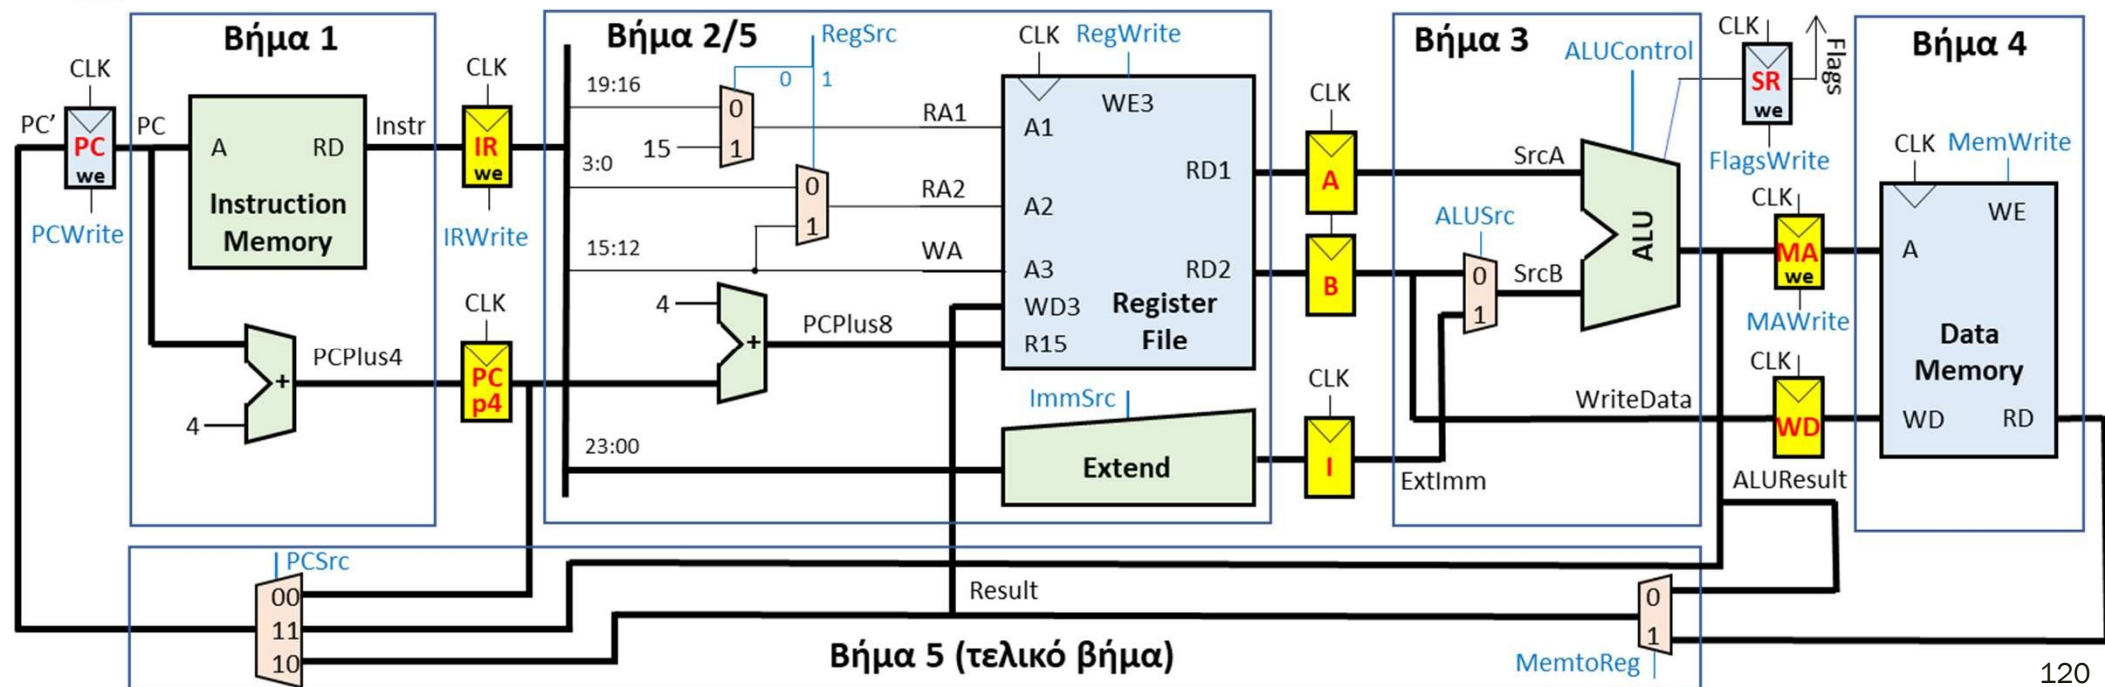 we
Βήμα 1
CLK
PC'
PC
we
PCWrite
PC
A
RD
Instruction
Memory
Instr
PCPlus4
+
4
CLK
IR
we
IRWrite
CLK
PC
p4
Βήμα 2/5
RegSrc
0
1
19:16
0
1
15
RA1
3:0
0
1
RA2
15:12
WA
4
+
PCPlus8
23:00
CLK
RegWrite
WE3
A1
A2
A3
WD3
R15
RD1
RD2
Register
File
ImmSrc
Extend
CLK
A
B
CLK
I
Βήμα 3
ALUControl
SrcA
ALUSrc
0
1
SrcB
ALU
WriteData
ExtImm
CLK
SR
we
Flags
FlagsWrite
CLK
MA
we
MAWrite
CLK
WD
ALUResult
Βήμα 4
CLK
MemWrite
WE
A
Data
Memory
WD
RD
PCSrc
00
11
10
Result
0
1
MemtoReg
Βήμα 5 (τελικό βήμα)
120